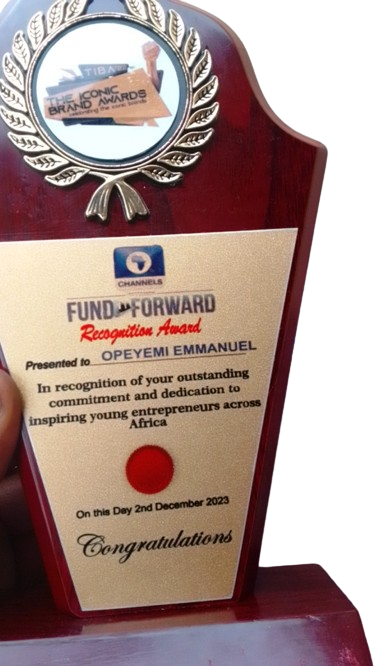 TIBA
THE ICONIC
BRAND AWARDS
celebrating the iconic brands
CHANNELS
FUND FORWARD
Recognition Award
Presented to OPEYEMI EMMANUEL
In recognition of your outstanding
commitment and dedication to
inspiring young entrepreneurs across
Africa
On this Day 2nd December 2023
Congratulations